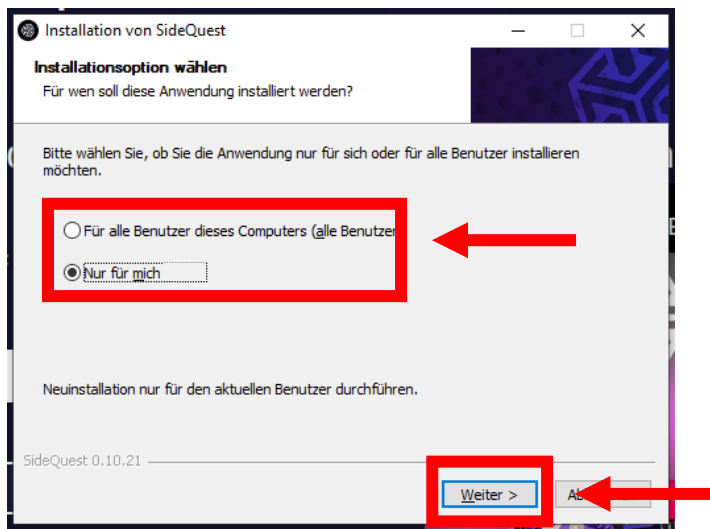 Installation von SideQuest
Installationsoption wählen
Für wen soll diese Anwendung installiert werden?
Bitte wählen Sie, ob Sie die Anwendung nur für sich oder für alle Benutzer installieren
möchten.
Für alle Benutzer dieses Computers (alle Benutzer
Nur für mich
Neuinstallation nur für den aktuellen Benutzer durchführen.
SideQuest 0.10.21
Weiter >